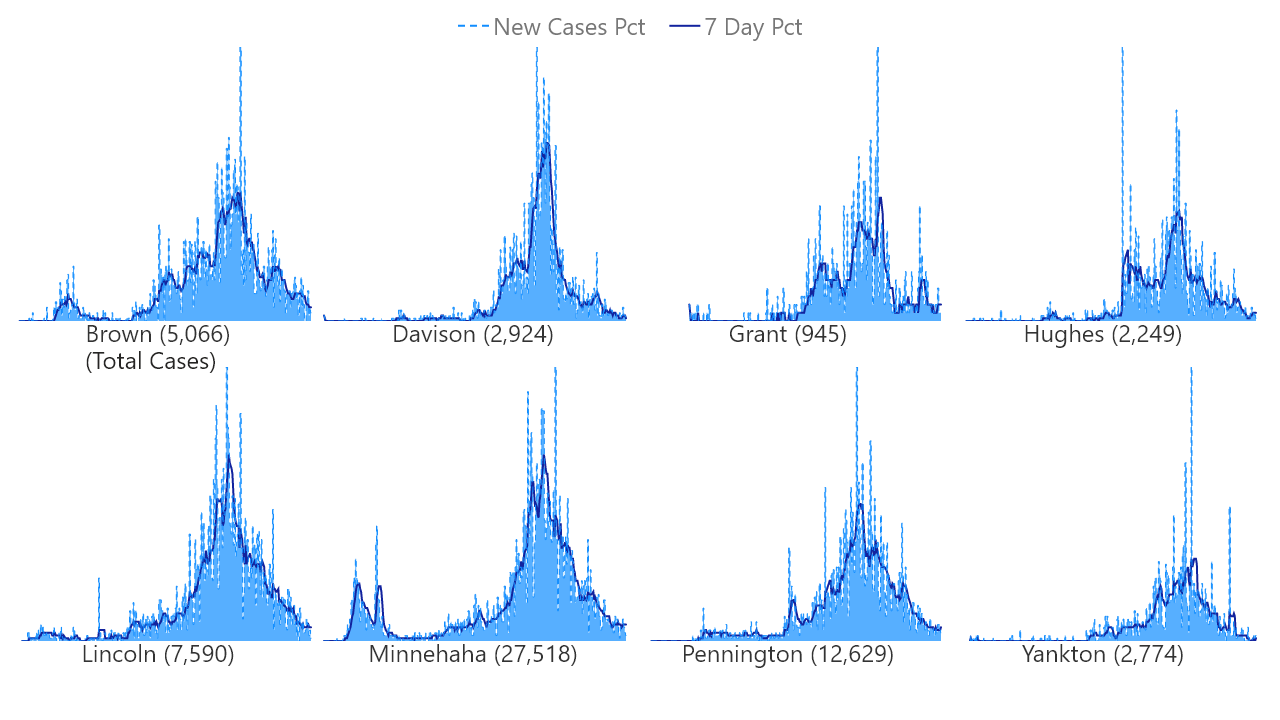 New Cases Pct 7 Day Pct
Brown (5,066)
(Total Cases)
Davison (2,924)
Grant (945)
Hughes (2,249)
Lincoln (7,590)
Minnehaha (27,518)
Pennington (12,629)
Yankton (2,774)